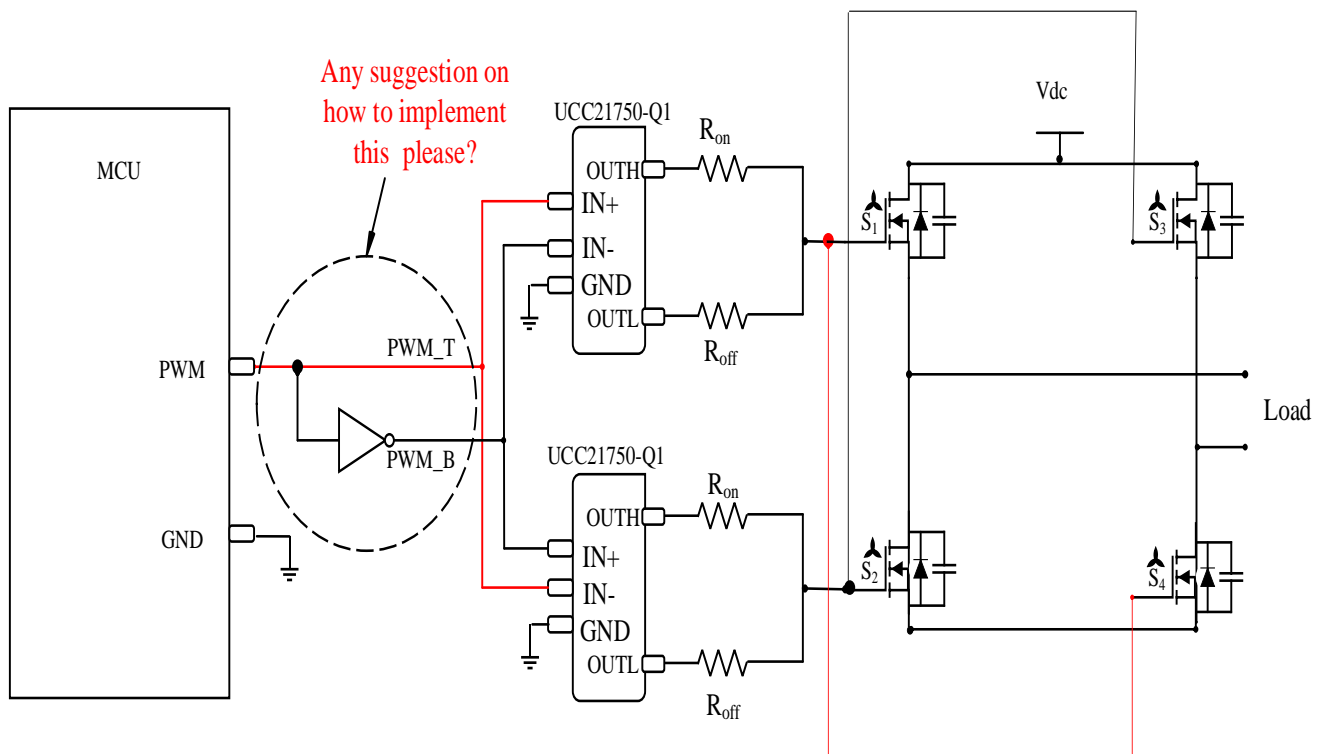 Any suggestion on
how to implement
this please?
MCU
PWM
GND
PWM_T
PWM_B
UCC21750-Q1
OUTH
IN+
IN-
GND
OUTL
Ron
Roff
UCC21750-Q1
OUTH
IN+
IN-
GND
OUTL
Ron
Roff
Vdc
S1
S3
S2
S4
Load